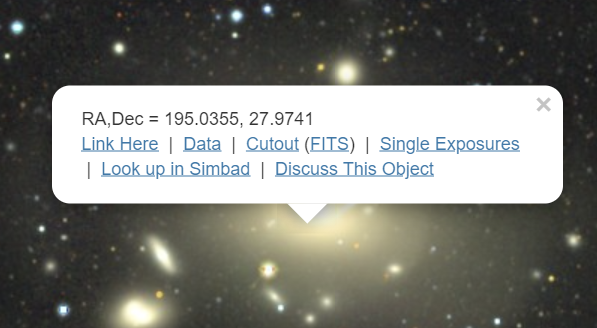 RA,Dec = 195.0355, 27.9741
Link Here | Data | Cutout (FITS) | Single Exposures
| Look up in Simbad | Discuss This Object
×